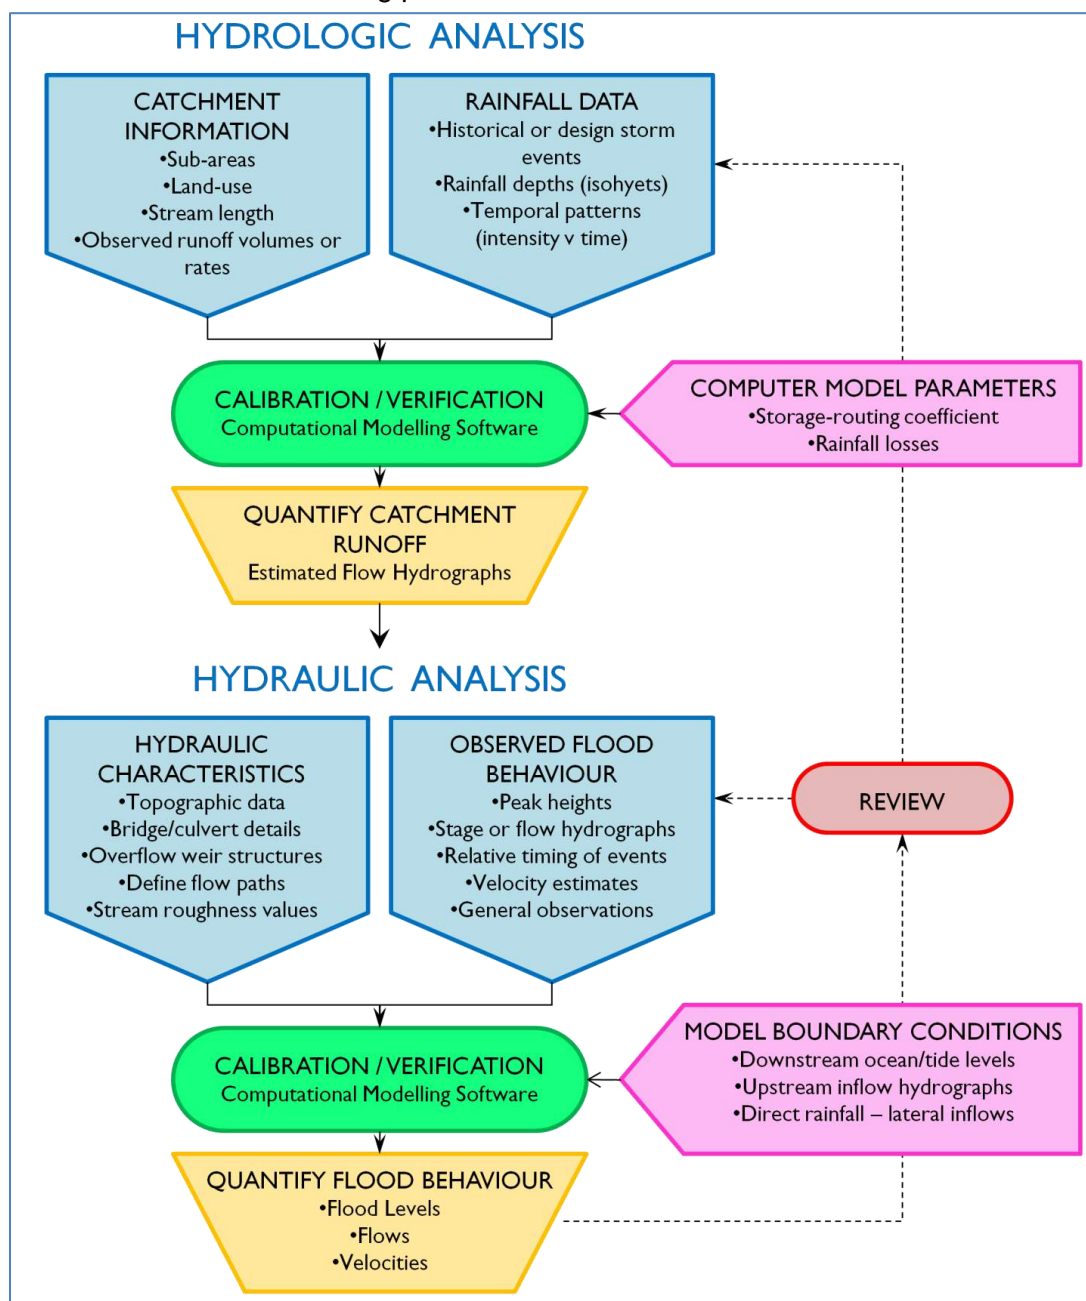 HYDROLOGIC ANALYSIS
CATCHMENT
INFORMATION
•Sub-areas
•Land-use
•Stream length
•Observed runoff volumes or
rates
RAINFALL DATA
•Historical or design storm
events
•Rainfall depths (isohyets)
•Temporal patterns
(intensity v time)
CALIBRATION / VERIFICATION
Computational Modelling Software
COMPUTER MODEL PARAMETERS
•Storage-routing coefficient
•Rainfall losses
QUANTIFY CATCHMENT
RUNOFF
Estimated Flow Hydrographs
HYDRAULIC ANALYSIS
HYDRAULIC
CHARACTERISTICS
•Topographic data
•Bridge/culvert details
•Overflow weir structures
•Define flow paths
•Stream roughness values
OBSERVED FLOOD
BEHAVIOUR
•Peak heights
•Stage or flow hydrographs
•Relative timing of events
•Velocity estimates
•General observations
REVIEW
CALIBRATION / VERIFICATION
Computational Modelling Software
MODEL BOUNDARY CONDITIONS
•Downstream ocean/tide levels
•Upstream inflow hydrographs
•Direct rainfall – lateral inflows
QUANTIFY FLOOD BEHAVIOUR
•Flood Levels
•Flows
•Velocities